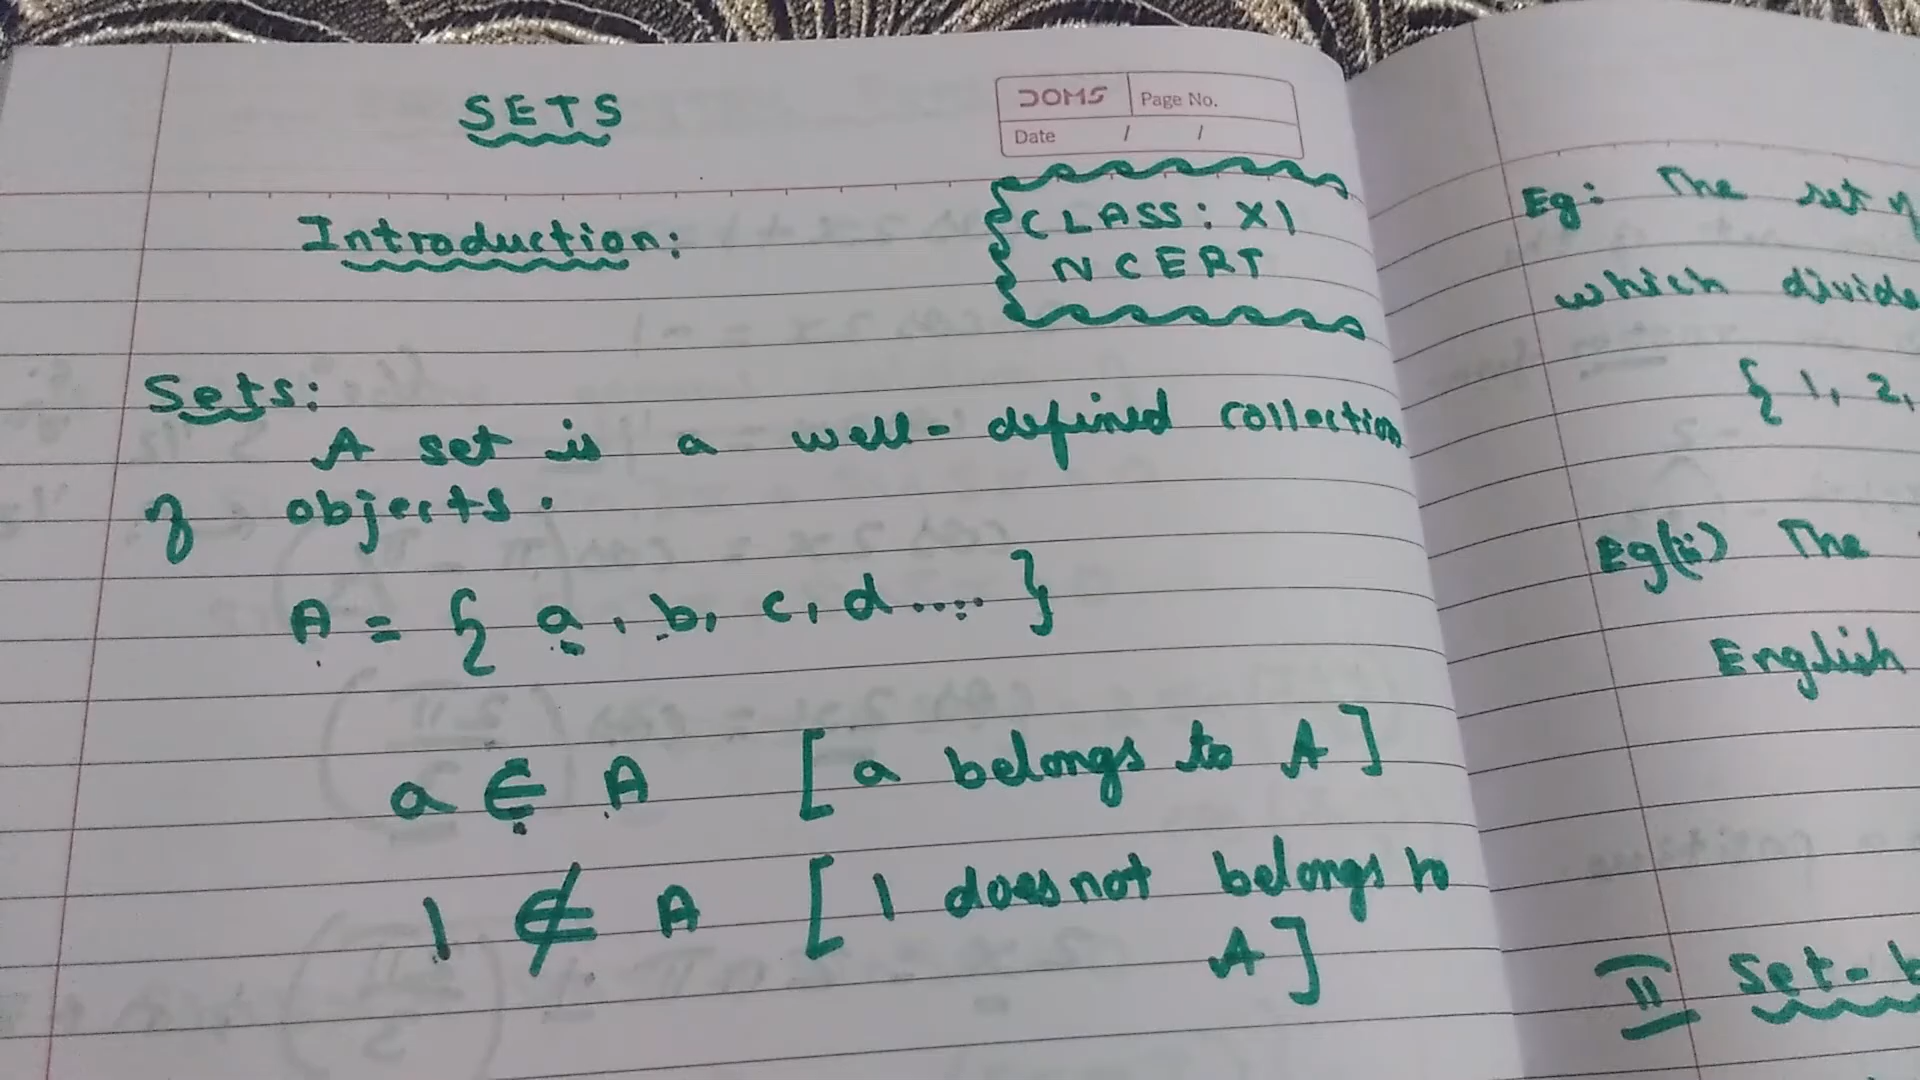 SETS
DOMS Page No.
Date / /
Introduction:
CLASS: XI
NCERT
Sets:
A set is a well-defined collection
of objects.
A = { a, b, c, d .... }
a ∈ A [ a belongs to A ]
1 ∉ A [ 1 does not belongs to
A ]
Eg: The set of
which divide
{ 1, 2,
Eg(ii) The
English
II Set-b